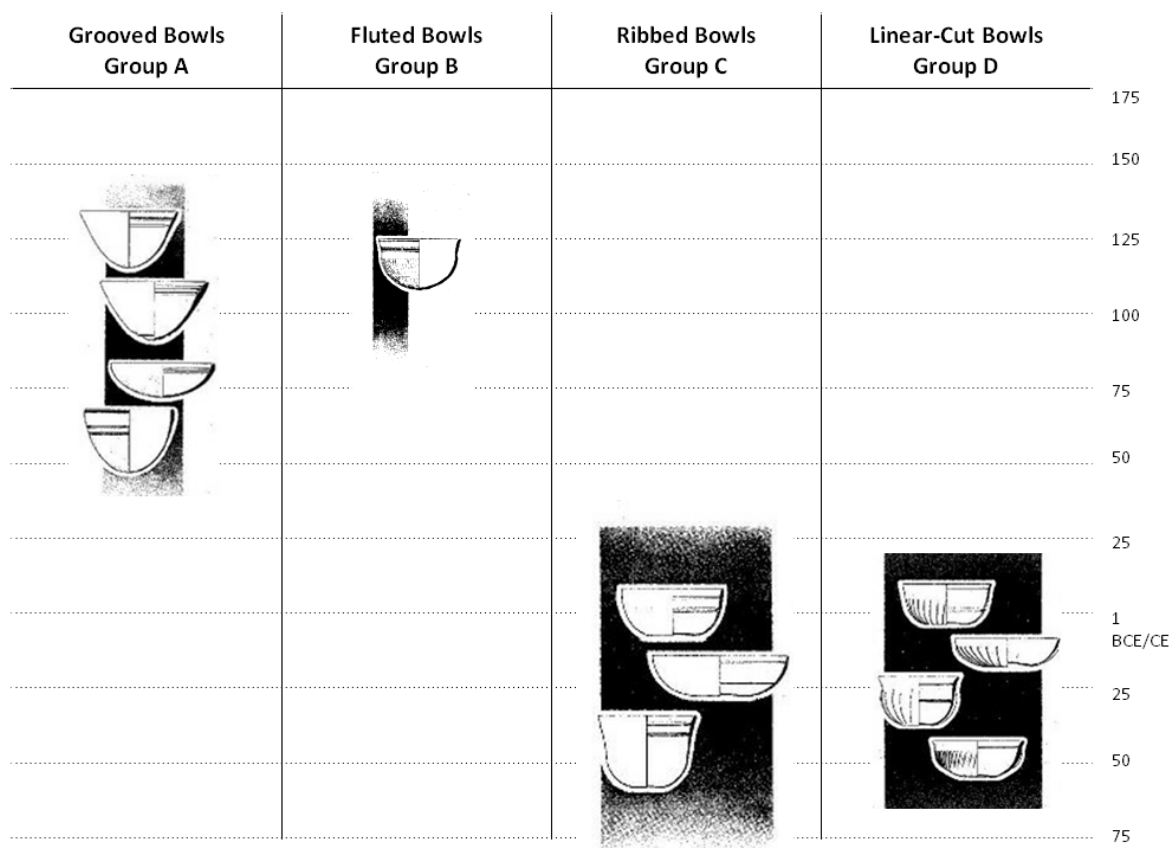 Grooved Bowls
Group A
Fluted Bowls
Group B
Ribbed Bowls
Group C
Linear-Cut Bowls
Group D
175
150
125
100
75
50
25
1
BCE/CE
25
50
75